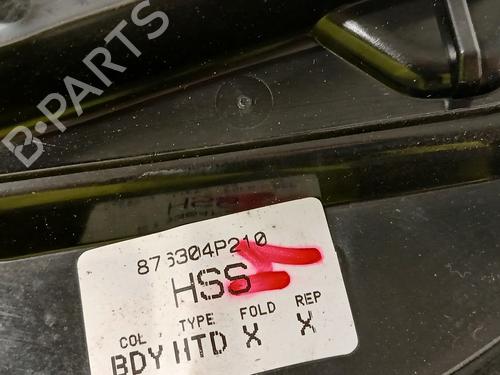 B-PARTS
876304P210
HSS
COL TYPE FOLD REP
BDY HTD X X